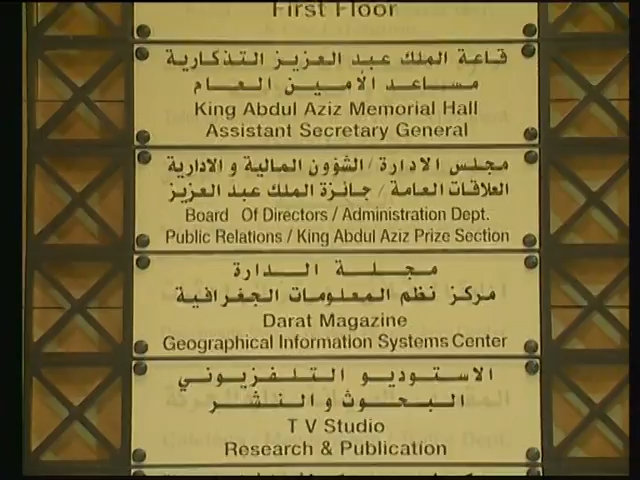 First Floor
قاعة الملك عبد العزيز التذكارية
مساعد الأمين العام
King Abdul Aziz Memorial Hall
Assistant Secretary General
مجلس الادارة / الشؤون المالية و الادارية
العلاقات العامة / جائزة الملك عبد العزيز
Board Of Directors / Administration Dept.
Public Relations / King Abdul Aziz Prize Section
مجلة الدارة
مركز نظم المعلومات الجغرافية
Darat Magazine
Geographical Information Systems Center
الاستوديو التلفزيوني
البحوث و النشر
T V Studio
Research & Publication